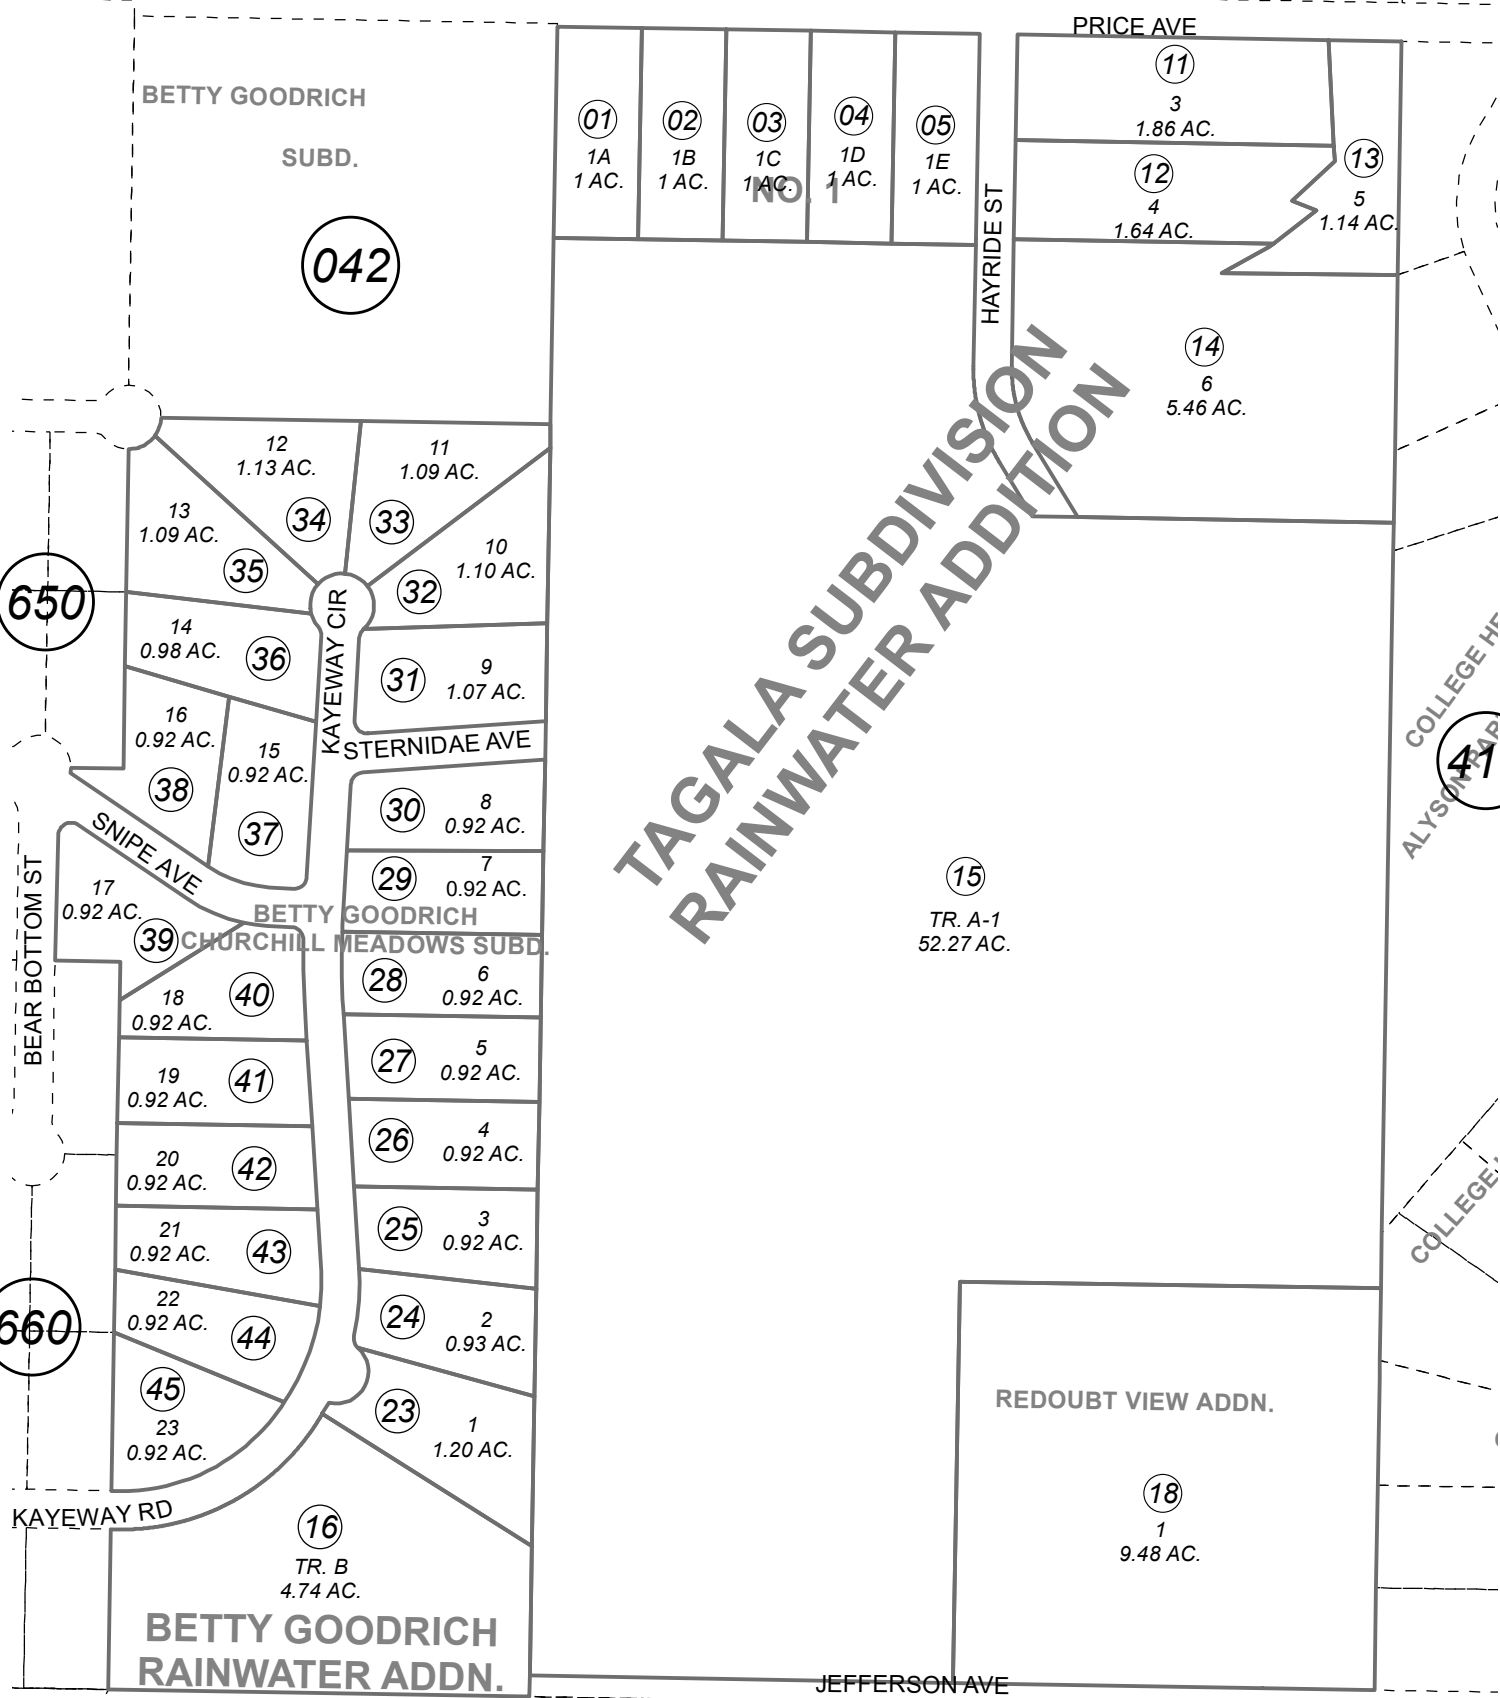 PRICE AVE
BETTY GOODRICH
SUBD.
042
01
1A
1 AC.
02
1B
1 AC.
03
1C
1 AC.
04
1D
1 AC.
05
1E
1 AC.
NO. 1
HAYRIDE ST
11
3
1.86 AC.
12
4
1.64 AC.
13
5
1.14 AC.
14
6
5.46 AC.
TAGALA SUBDIVISION
RAINWATER ADDITION
12
1.13 AC.
34
11
1.09 AC.
33
13
1.09 AC.
35
10
1.10 AC.
32
650
14
0.98 AC.
36
KAYEWAY CIR
31
9
1.07 AC.
STERNIDAE AVE
16
0.92 AC.
38
15
0.92 AC.
37
30
8
0.92 AC.
SNIPE AVE
29
7
0.92 AC.
BEAR BOTTOM ST
17
0.92 AC.
39
BETTY GOODRICH
CHURCHILL MEADOWS SUBD.
15
TR. A-1
52.27 AC.
18
0.92 AC.
40
28
6
0.92 AC.
19
0.92 AC.
41
27
5
0.92 AC.
20
0.92 AC.
42
26
4
0.92 AC.
21
0.92 AC.
43
25
3
0.92 AC.
22
0.92 AC.
44
24
2
0.93 AC.
660
45
23
0.92 AC.
23
1
1.20 AC.
KAYEWAY RD
16
TR. B
4.74 AC.
BETTY GOODRICH
RAINWATER ADDN.
REDOUBT VIEW ADDN.
18
1
9.48 AC.
JEFFERSON AVE
COLLEGE
41
ALYSON
COLLEGE